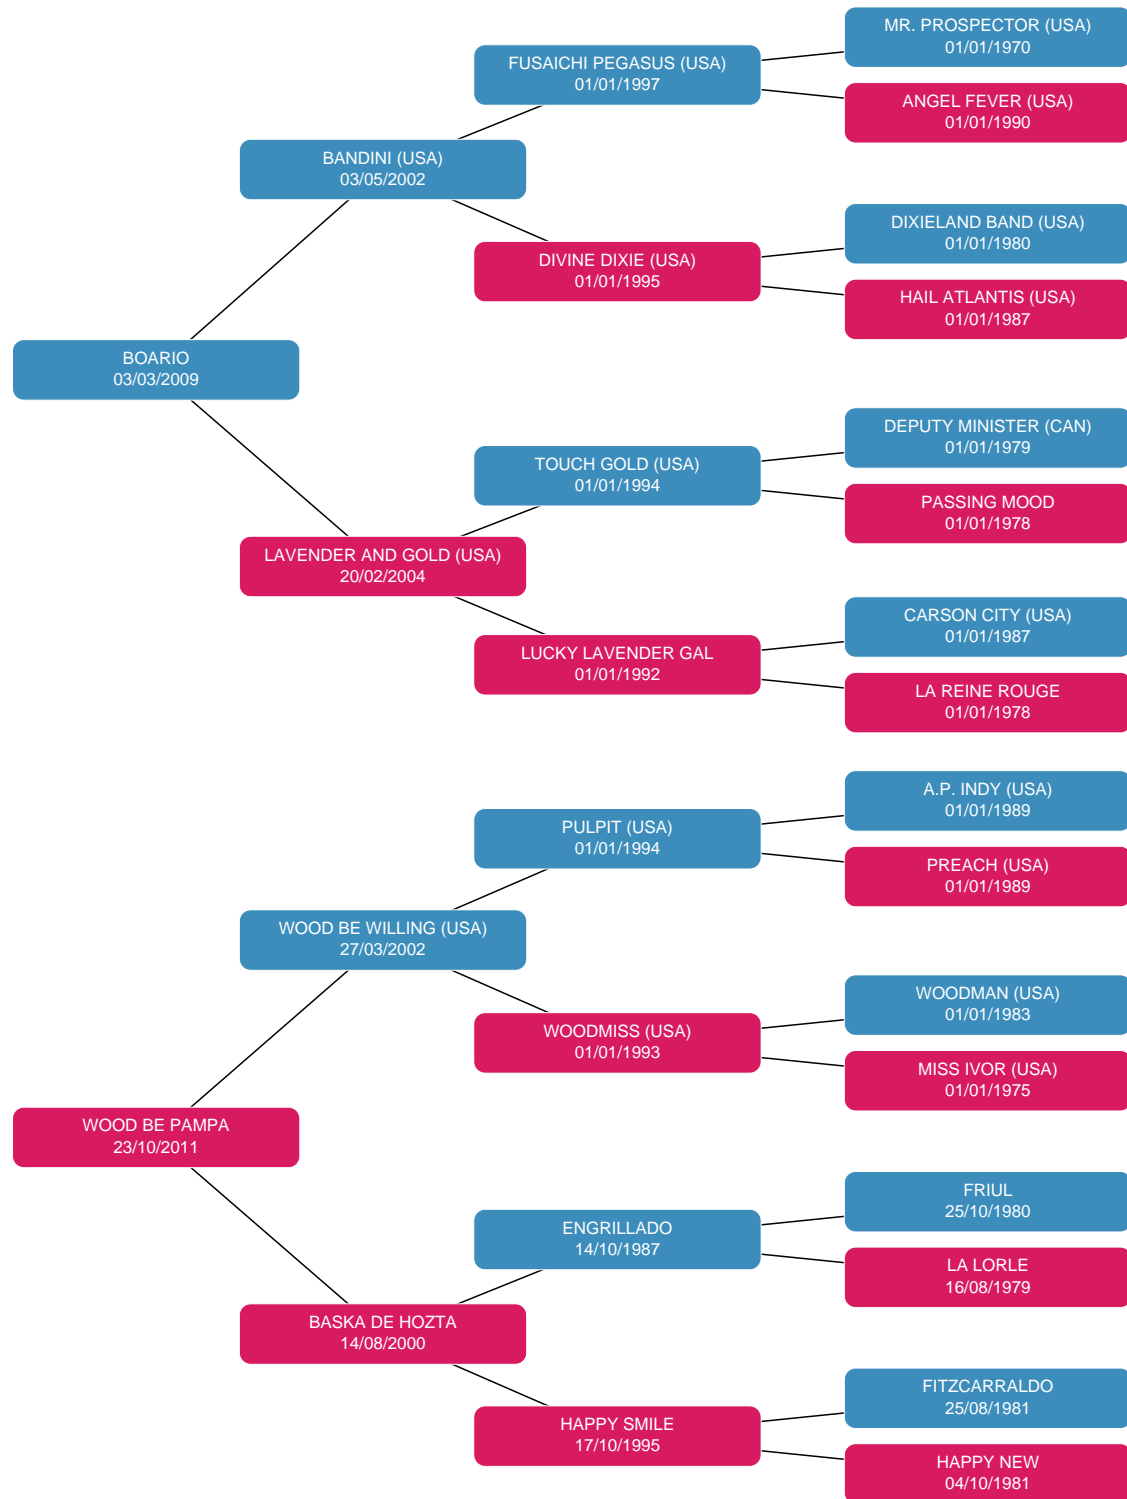 MR. PROSPECTOR (USA)
01/01/1970
FUSAICHI PEGASUS (USA)
01/01/1997
ANGEL FEVER (USA)
01/01/1990
BANDINI (USA)
03/05/2002
DIXIELAND BAND (USA)
01/01/1980
DIVINE DIXIE (USA)
01/01/1995
HAIL ATLANTIS (USA)
01/01/1987
BOARIO
03/03/2009
DEPUTY MINISTER (CAN)
01/01/1979
TOUCH GOLD (USA)
01/01/1994
PASSING MOOD
01/01/1978
LAVENDER AND GOLD (USA)
20/02/2004
CARSON CITY (USA)
01/01/1987
LUCKY LAVENDER GAL
01/01/1992
LA REINE ROUGE
01/01/1978
A.P. INDY (USA)
01/01/1989
PULPIT (USA)
01/01/1994
PREACH (USA)
01/01/1989
WOOD BE WILLING (USA)
27/03/2002
WOODMAN (USA)
01/01/1983
WOODMISS (USA)
01/01/1993
MISS IVOR (USA)
01/01/1975
WOOD BE PAMPA
23/10/2011
FRIUL
25/10/1980
ENGRILLADO
14/10/1987
LA LORLE
16/08/1979
BASKA DE HOZTA
14/08/2000
FITZCARRALDO
25/08/1981
HAPPY SMILE
17/10/1995
HAPPY NEW
04/10/1981